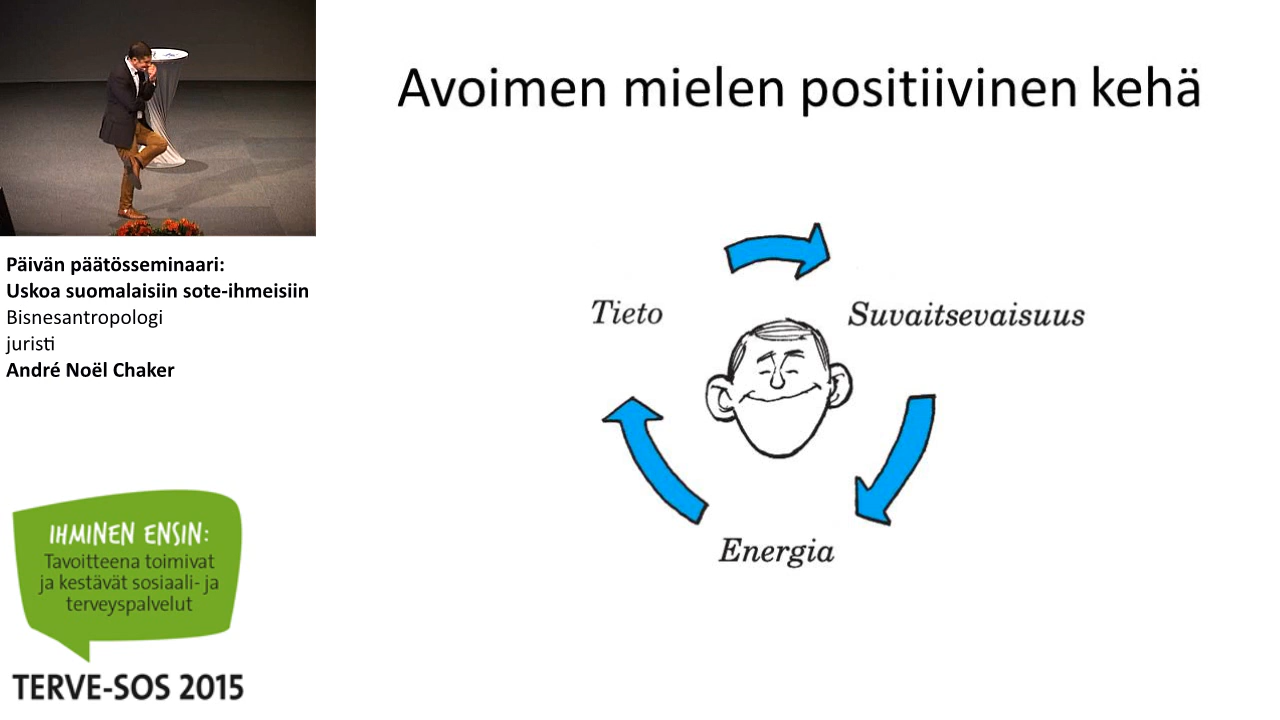 Avoimen mielen positiivinen kehä
Tieto
Suvaitsevaisuus
Energia
Päivän päätösseminaari:
Uskoa suomalaisiin sote-ihmeisiin
Bisnesantropologi
juristi
André Noël Chaker
IHMINEN ENSIN:
Tavoitteena toimivat
ja kestävät sosiaali- ja
terveyspalvelut
TERVE-SOS 2015